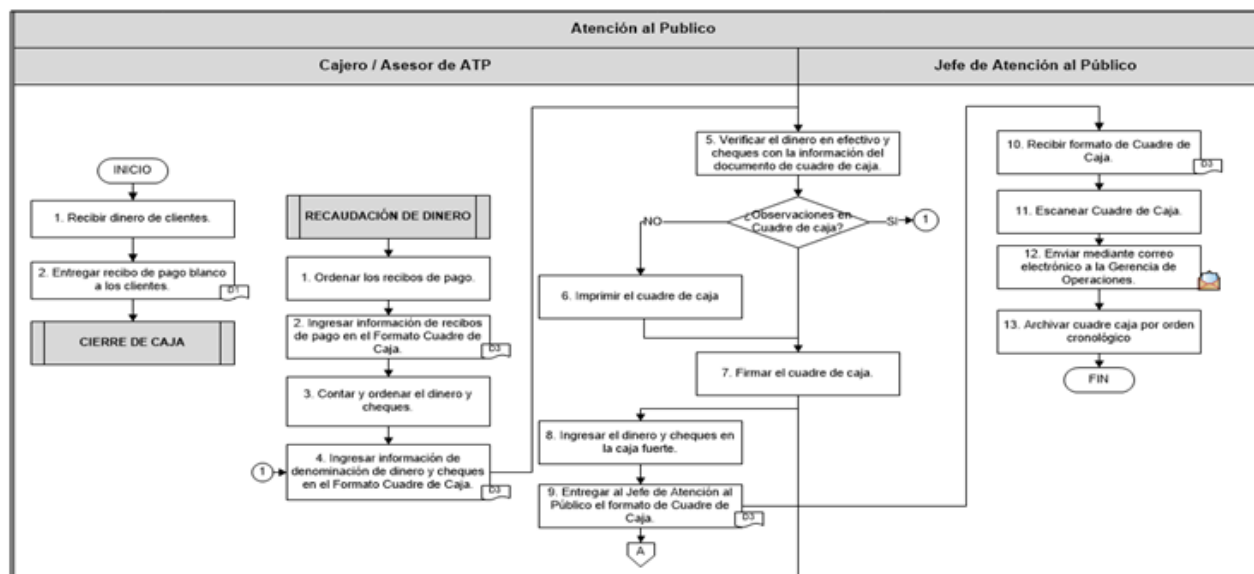 Atención al Publico
Cajero / Asesor de ATP
Jefe de Atención al Público
INICIO
1. Recibir dinero de clientes.
2. Entregar recibo de pago blanco
a los clientes.
D1
CIERRE DE CAJA
RECAUDACIÓN DE DINERO
1. Ordenar los recibos de pago.
2. Ingresar información de recibos
de pago en el Formato Cuadre de
Caja.
D3
3. Contar y ordenar el dinero y
cheques.
1
4. Ingresar información de
denominación de dinero y cheques
en el Formato Cuadre de Caja.
D3
5. Verificar el dinero en efectivo y
cheques con la información del
documento de cuadre de caja.
¿Observaciones en
Cuadre de caja?
NO
SI
1
6. Imprimir el cuadre de caja
7. Firmar el cuadre de caja.
8. Ingresar el dinero y cheques en
la caja fuerte.
9. Entregar al Jefe de Atención al
Público el formato de Cuadre de
Caja.
D3
A
10. Recibir formato de Cuadre de
Caja.
D3
11. Escanear Cuadre de Caja.
12. Enviar mediante correo
electrónico a la Gerencia de
Operaciones.
13. Archivar cuadre caja por orden
cronológico
FIN